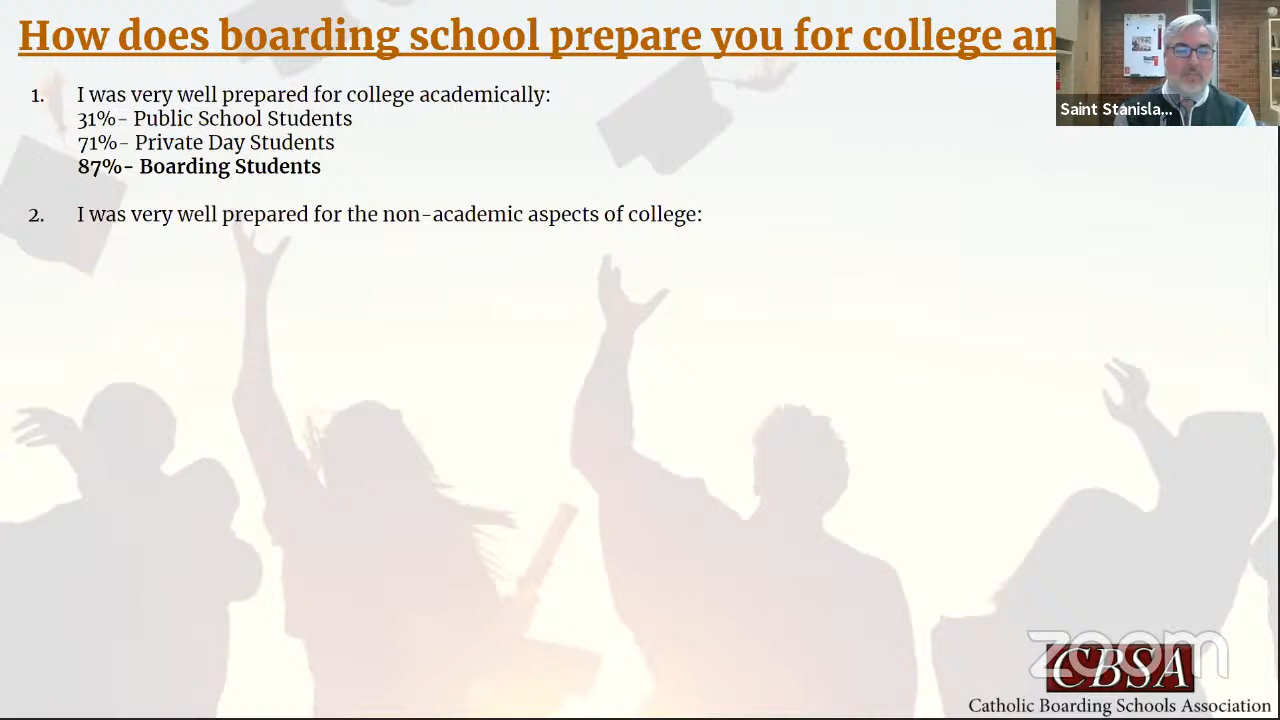 How does boarding school prepare you for college an
1. I was very well prepared for college academically:
31%- Public School Students
71%- Private Day Students
87%- Boarding Students
2. I was very well prepared for the non-academic aspects of college:
Saint Stanisla...
zoom
CBSA
Catholic Boarding Schools Association